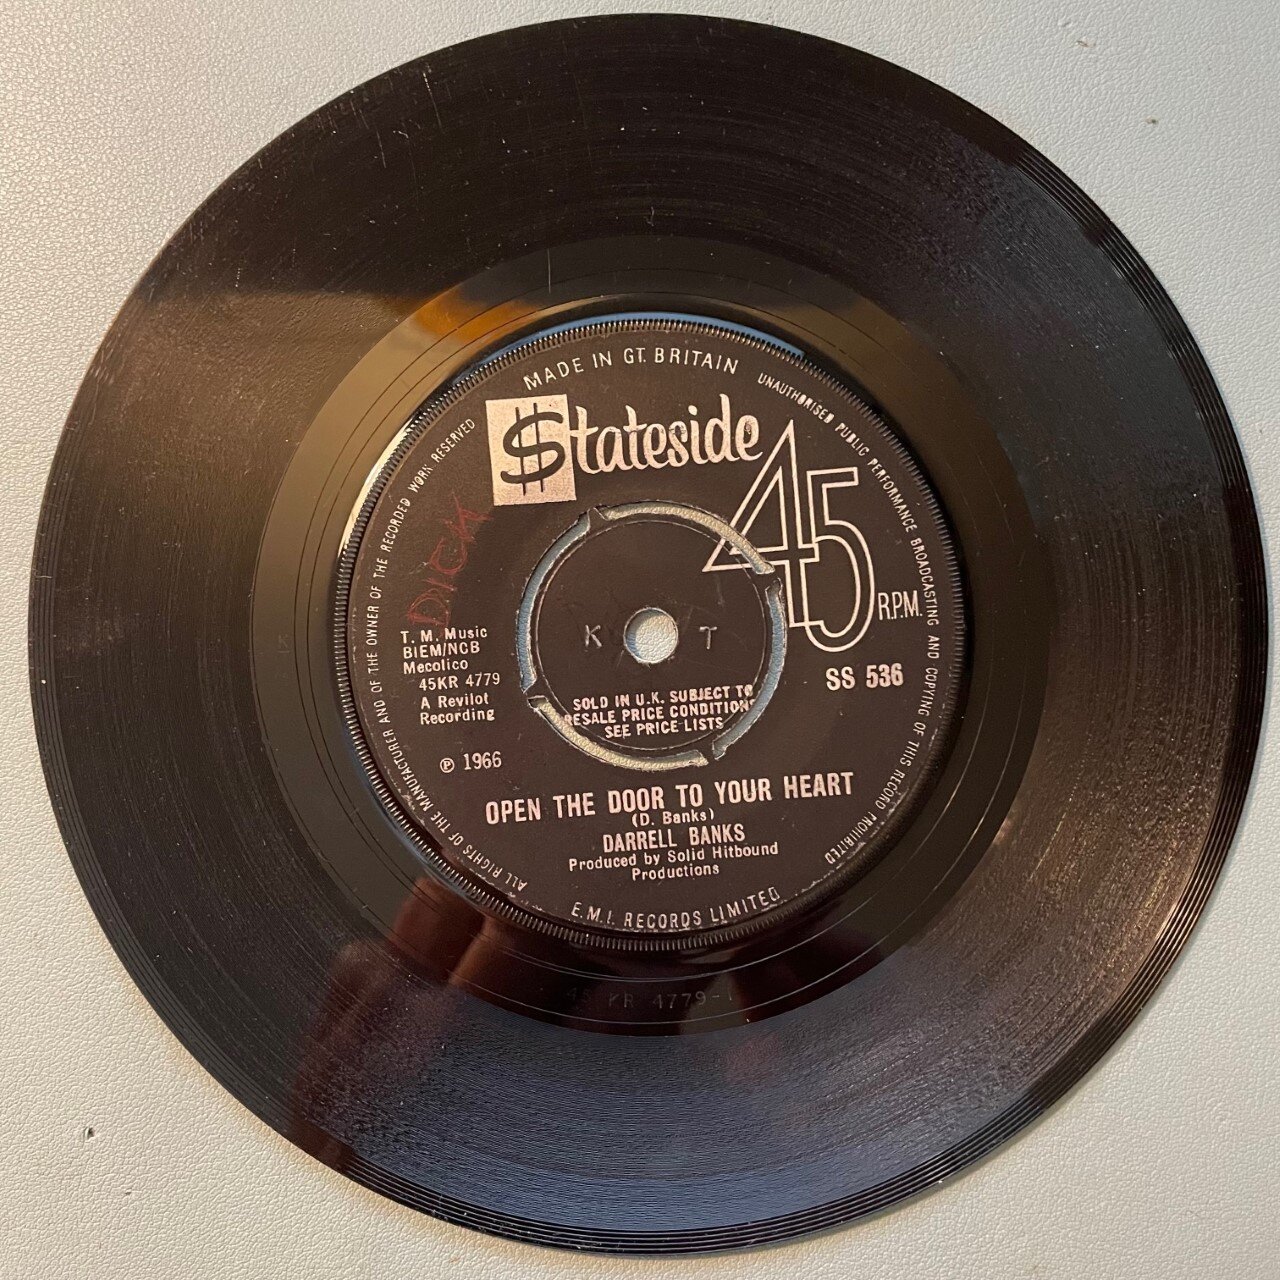 MADE IN GT. BRITAIN
UNAUTHORISED PUBLIC PERFORMANCE BROADCASTING AND COPYING OF THIS RECORD PROHIBITED
ALL RIGHTS OF THE MANUFACTURER AND OF THE OWNER OF THE RECORDED WORK RESERVED
$tateside
45
R.P.M.
DICK
T. M. Music
BIEM/NCB
Mecolico
45KR 4779
A Revilot
Recording
℗ 1966
K T
SS 536
SOLD IN U.K. SUBJECT TO
RESALE PRICE CONDITIONS
SEE PRICE LISTS
OPEN THE DOOR TO YOUR HEART
(D. Banks)
DARRELL BANKS
Produced by Solid Hitbound
Productions
E.M.I. RECORDS LIMITED
45 KR 4779-1